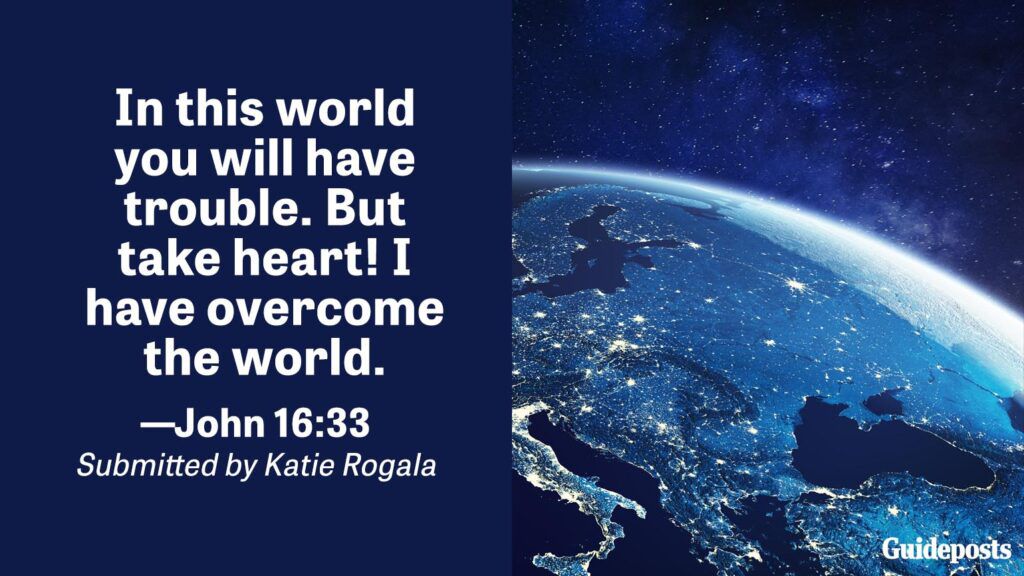 In this world
you will have
trouble. But
take heart! I
have overcome
the world.
—John 16:33
Submitted by Katie Rogala
Guideposts